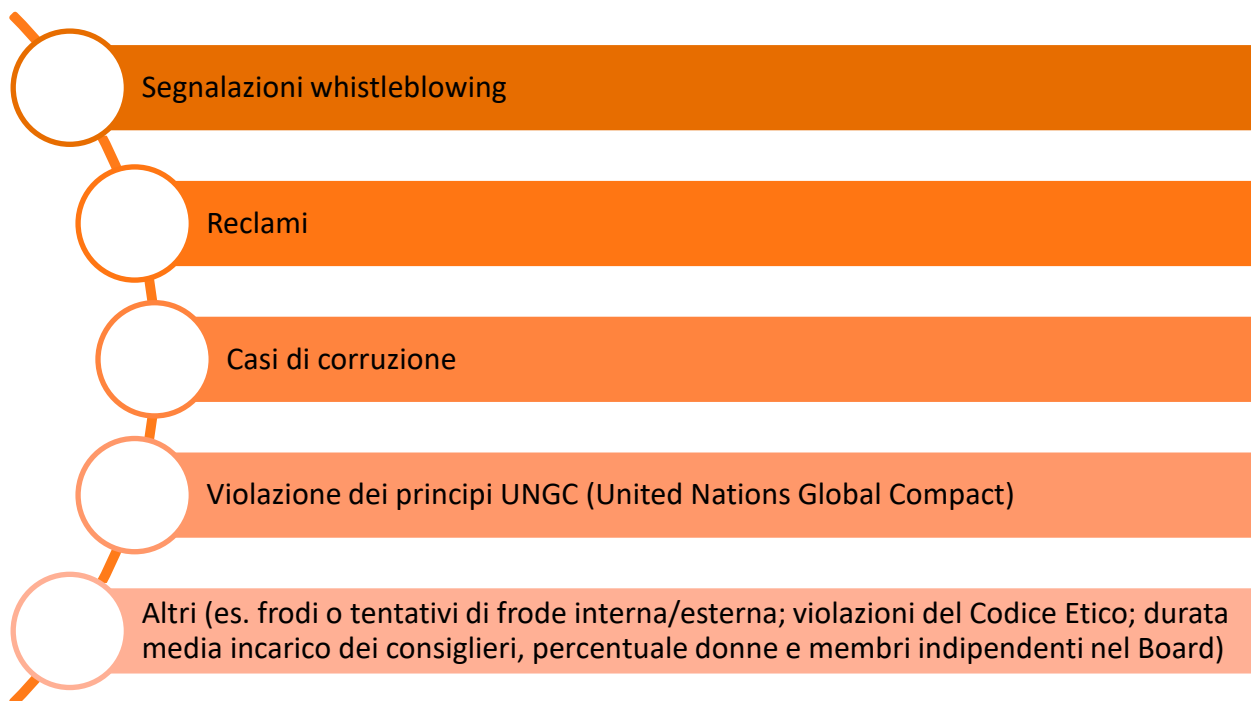 Segnalazioni whistleblowing
Reclami
Casi di corruzione
Violazione dei principi UNGC (United Nations Global Compact)
Altri (es. frodi o tentativi di frode interna/esterna; violazioni del Codice Etico; durata
media incarico dei consiglieri, percentuale donne e membri indipendenti nel Board)